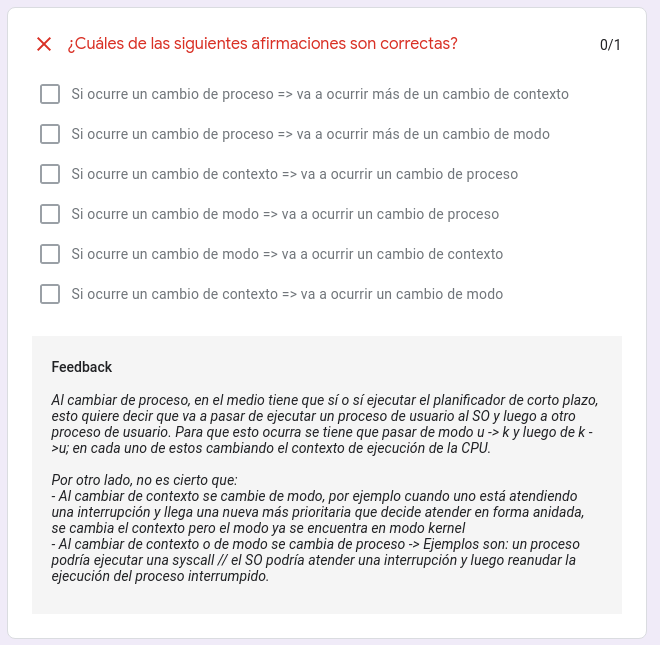 ¿Cuáles de las siguientes afirmaciones son correctas? 0/1
Si ocurre un cambio de proceso => va a ocurrir más de un cambio de contexto
Si ocurre un cambio de proceso => va a ocurrir más de un cambio de modo
Si ocurre un cambio de contexto => va a ocurrir un cambio de proceso
Si ocurre un cambio de modo => va a ocurrir un cambio de proceso
Si ocurre un cambio de modo => va a ocurrir un cambio de contexto
Si ocurre un cambio de contexto => va a ocurrir un cambio de modo
Feedback
Al cambiar de proceso, en el medio tiene que sí o sí ejecutar el planificador de corto plazo,
esto quiere decir que va a pasar de ejecutar un proceso de usuario al SO y luego a otro
proceso de usuario. Para que esto ocurra se tiene que pasar de modo u -> k y luego de k -
>u; en cada uno de estos cambiando el contexto de ejecución de la CPU.
Por otro lado, no es cierto que:
- Al cambiar de contexto se cambie de modo, por ejemplo cuando uno está atendiendo
una interrupción y llega una nueva más prioritaria que decide atender en forma anidada,
se cambia el contexto pero el modo ya se encuentra en modo kernel
- Al cambiar de contexto o de modo se cambia de proceso -> Ejemplos son: un proceso
podría ejecutar una syscall // el SO podría atender una interrupción y luego reanudar la
ejecución del proceso interrumpido.